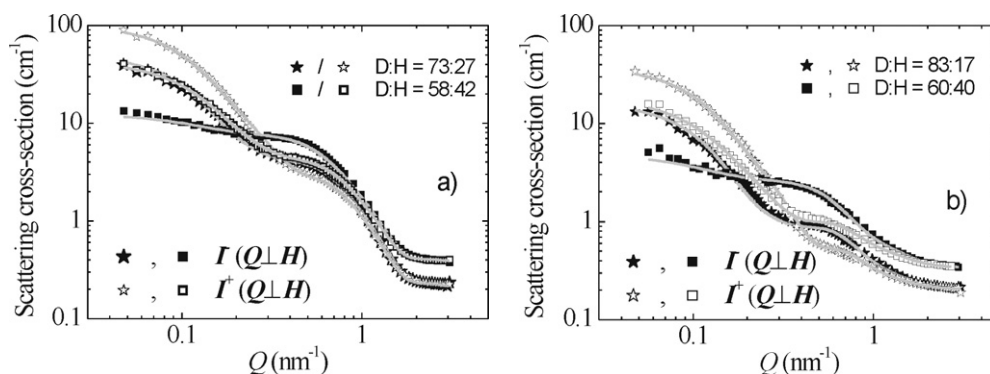 Scattering cross-section (cm⁻¹)
100
10
1
0.1
★ / ☆ D:H = 73:27
■ / □ D:H = 58:42
a)
★ , ■ I⁻ (Q⊥H)
☆ , □ I⁺ (Q⊥H)
0.1 1
Q (nm⁻¹)
Scattering cross-section (cm⁻¹)
100
10
1
0.1
★ , ☆ D:H = 83:17
■ , □ D:H = 60:40
b)
★ , ■ I⁻ (Q⊥H)
☆ , □ I⁺ (Q⊥H)
0.1 1
Q (nm⁻¹)